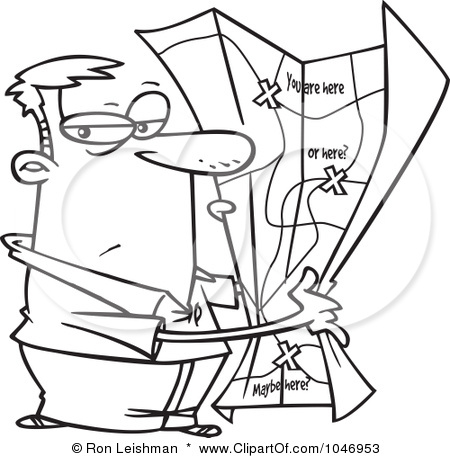 You are here
or here?
Maybe here?
© Ron Leishman * www.ClipartOf.com/1046953